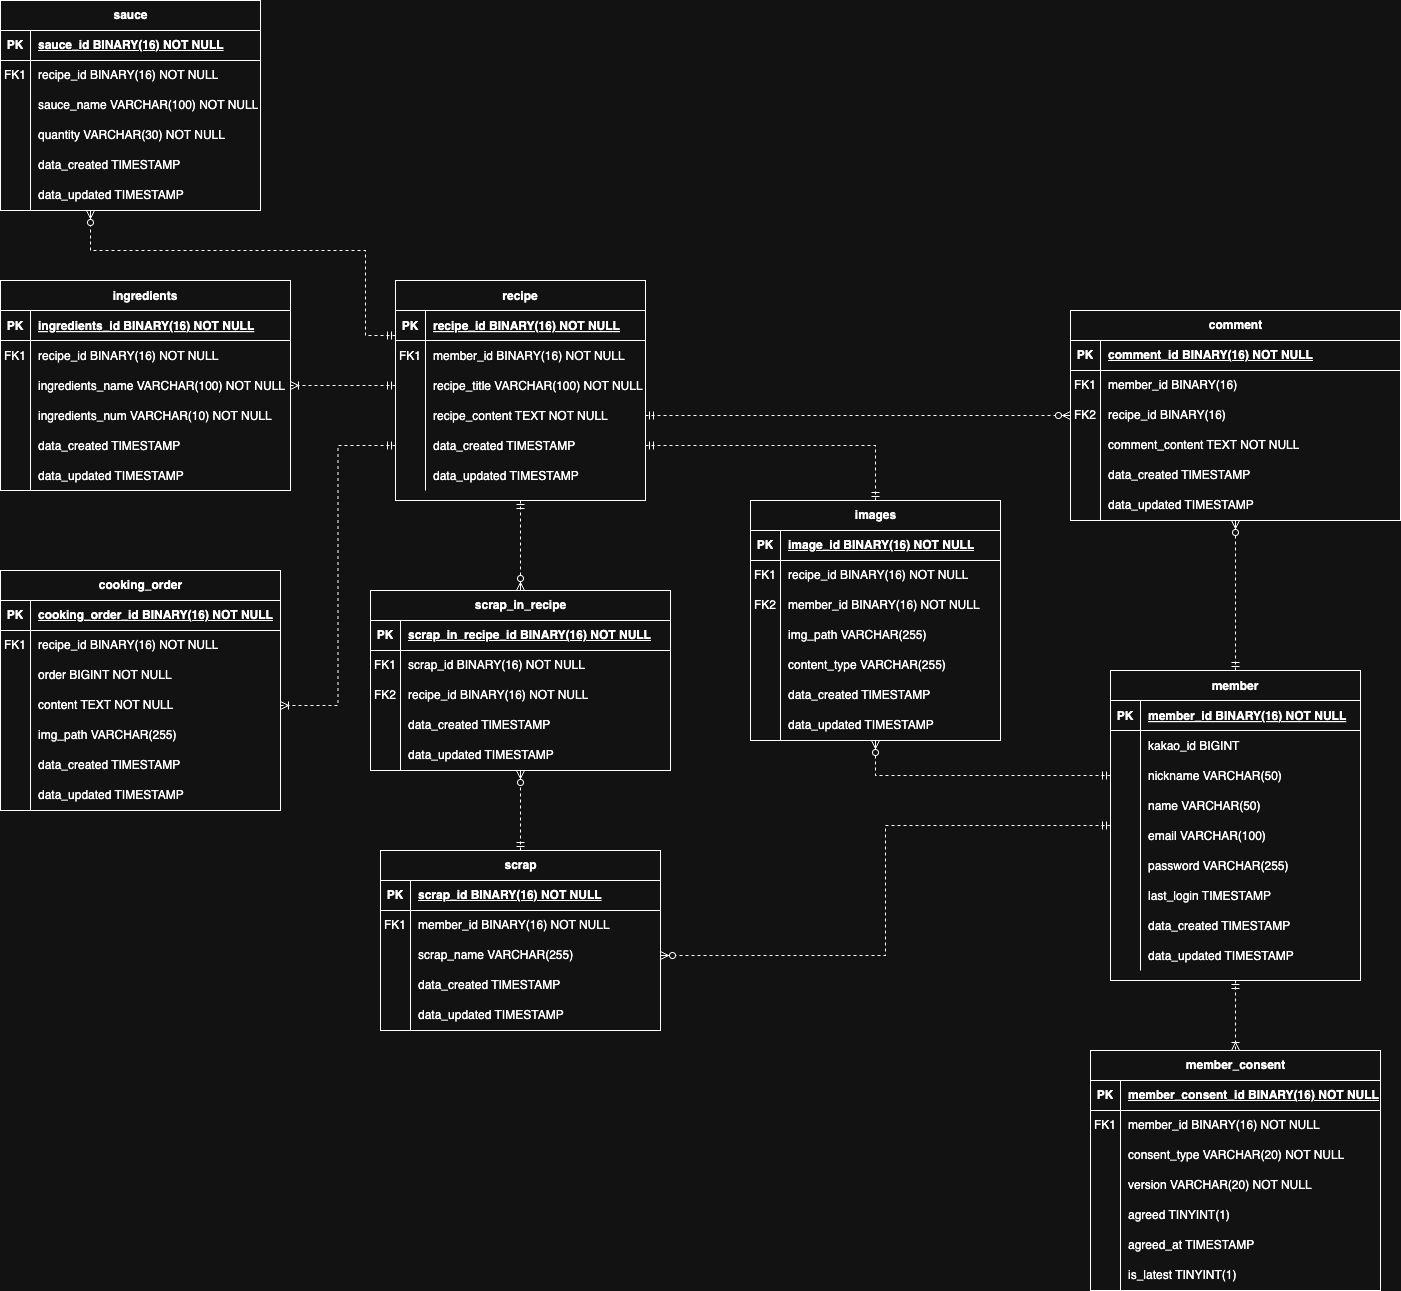 sauce
PK sauce_id BINARY(16) NOT NULL
FK1 recipe_id BINARY(16) NOT NULL
sauce_name VARCHAR(100) NOT NULL
quantity VARCHAR(30) NOT NULL
data_created TIMESTAMP
data_updated TIMESTAMP
ingredients
PK ingredients_id BINARY(16) NOT NULL
FK1 recipe_id BINARY(16) NOT NULL
ingredients_name VARCHAR(100) NOT NULL
ingredients_num VARCHAR(10) NOT NULL
data_created TIMESTAMP
data_updated TIMESTAMP
recipe
PK recipe_id BINARY(16) NOT NULL
FK1 member_id BINARY(16) NOT NULL
recipe_title VARCHAR(100) NOT NULL
recipe_content TEXT NOT NULL
data_created TIMESTAMP
data_updated TIMESTAMP
comment
PK comment_id BINARY(16) NOT NULL
FK1 member_id BINARY(16)
FK2 recipe_id BINARY(16)
comment_content TEXT NOT NULL
data_created TIMESTAMP
data_updated TIMESTAMP
images
PK image_id BINARY(16) NOT NULL
FK1 recipe_id BINARY(16) NOT NULL
FK2 member_id BINARY(16) NOT NULL
img_path VARCHAR(255)
content_type VARCHAR(255)
data_created TIMESTAMP
data_updated TIMESTAMP
cooking_order
PK cooking_order_id BINARY(16) NOT NULL
FK1 recipe_id BINARY(16) NOT NULL
order BIGINT NOT NULL
content TEXT NOT NULL
img_path VARCHAR(255)
data_created TIMESTAMP
data_updated TIMESTAMP
scrap_in_recipe
PK scrap_in_recipe_id BINARY(16) NOT NULL
FK1 scrap_id BINARY(16) NOT NULL
FK2 recipe_id BINARY(16) NOT NULL
data_created TIMESTAMP
data_updated TIMESTAMP
member
PK member_id BINARY(16) NOT NULL
kakao_id BIGINT
nickname VARCHAR(50)
name VARCHAR(50)
email VARCHAR(100)
password VARCHAR(255)
last_login TIMESTAMP
data_created TIMESTAMP
data_updated TIMESTAMP
scrap
PK scrap_id BINARY(16) NOT NULL
FK1 member_id BINARY(16) NOT NULL
scrap_name VARCHAR(255)
data_created TIMESTAMP
data_updated TIMESTAMP
member_consent
PK member_consent_id BINARY(16) NOT NULL
FK1 member_id BINARY(16) NOT NULL
consent_type VARCHAR(20) NOT NULL
version VARCHAR(20) NOT NULL
agreed TINYINT(1)
agreed_at TIMESTAMP
is_latest TINYINT(1)